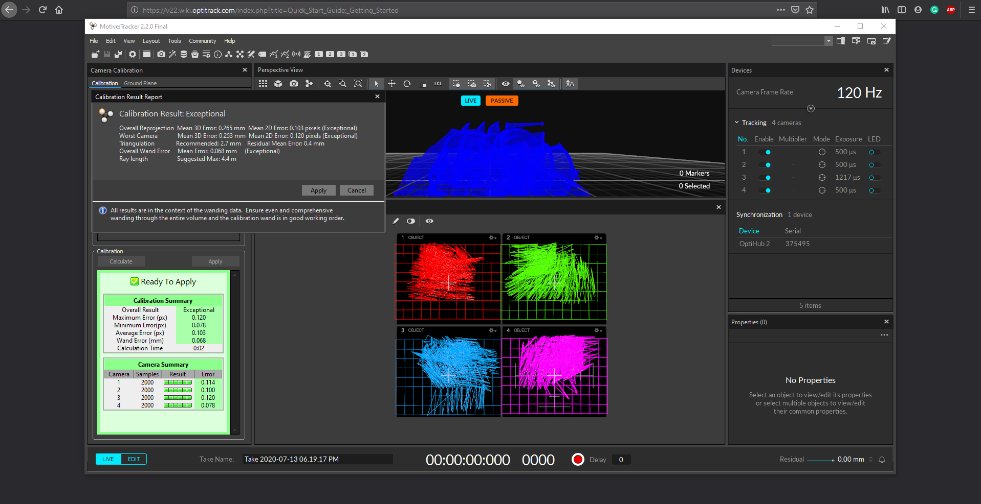 https://v22.wiki.optitrack.com/index.php?title=Quick_Start_Guide:_Getting_Started
Motive:Tracker 2.2.0 Final
File Edit View Layout Tools Community Help
Camera Calibration
Calibration Ground Plane
Calibration Result Report
Calibration Result: Exceptional
Overall Reprojection Mean 3D Error: 0.265 mm Mean 2D Error: 0.103 pixels (Exceptional)
Worst Camera Mean 3D Error: 0.253 mm Mean 2D Error: 0.120 pixels (Exceptional)
Triangulation Recommended: 2.7 mm Residual Mean Error: 0.4 mm
Overall Wand Error Mean Error: 0.068 mm (Exceptional)
Ray length Suggested Max: 4.4 m
Apply Cancel
All results are in the context of the wanding data. Ensure even and comprehensive
wanding through the entire volume and the calibration wand is in good working order.
Calibration
Calculate Apply
Ready To Apply
Calibration Summary
Overall Result Exceptional
Maximum Error (px) 0.120
Minimum Error(px) 0.078
Average Error (px) 0.103
Wand Error (mm) 0.068
Calculation Time 0:02
Camera Summary
Camera Samples Result Error
1 2000 0.114
2 2000 0.100
3 2000 0.120
4 2000 0.078
Perspective View
LIVE PASSIVE
0 Markers
0 Selected
1 OBJECT
2 OBJECT
3 OBJECT
4 OBJECT
Devices
Camera Frame Rate 120 Hz
Tracking 4 cameras
No. Enable Multiplier Mode Exposure LED
1 500 µs
2 500 µs
3 1217 µs
4 500 µs
Synchronization 1 device
Device Serial
OptiHub 2 375495
5 items
Properties (0)
No Properties
Select an object to view/edit its properties
or select multiple objects to view/edit
their common properties.
LIVE EDIT Take Name: Take 2020-07-13 06.19.17 PM 00:00:00:000 0000 Delay 0 Residual 0.00 mm